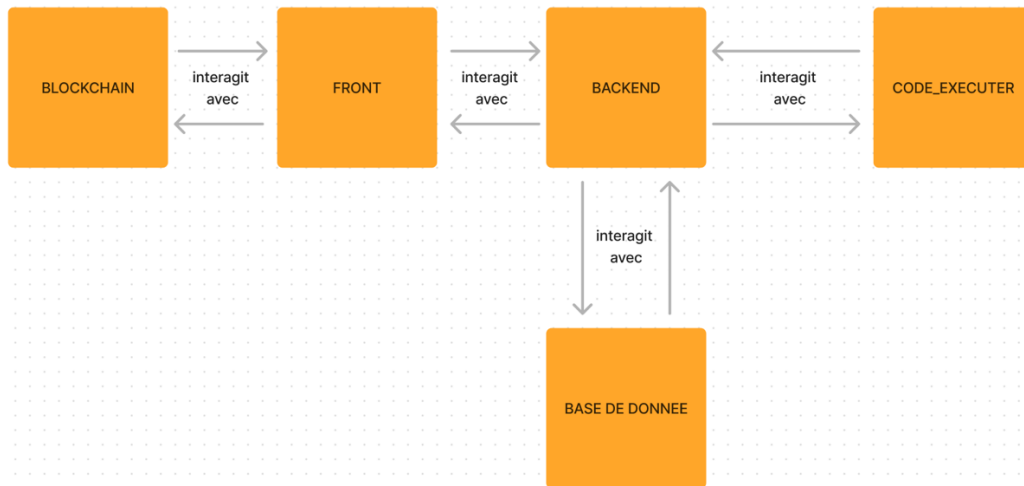 BLOCKCHAIN
interagit
avec
FRONT
interagit
avec
BACKEND
interagit
avec
CODE_EXECUTER
interagit
avec
BASE DE DONNEE